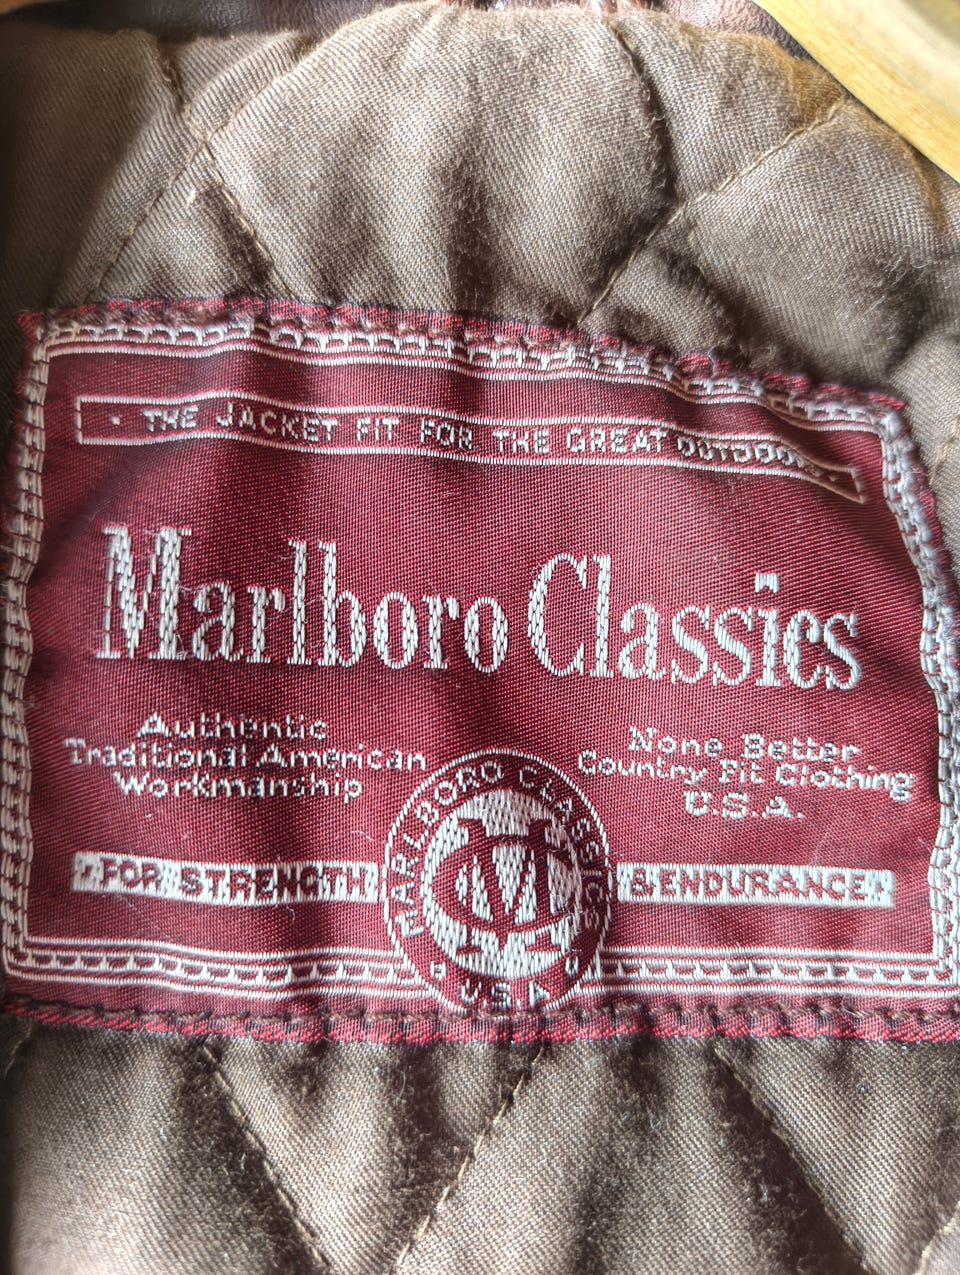 · THE JACKET FIT FOR THE GREAT OUTDOORS ·
Marlboro Classics
Authentic
Traditional American
Workmanship
None Better
Country Fit Clothing
U.S.A.
MARLBORO CLASSICS
MC
U.S.A
FOR STRENGTH
& ENDURANCE